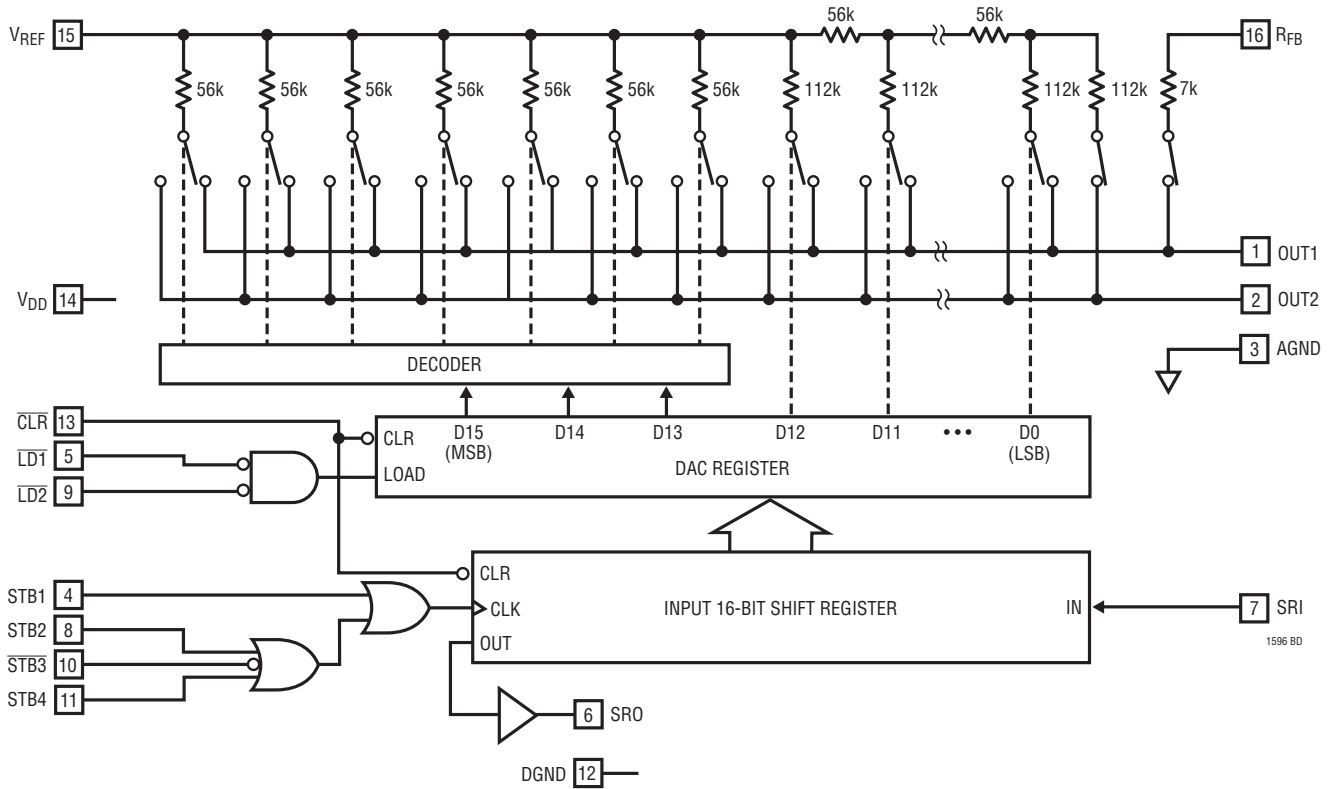 56k 56k
VREF 15 16 RFB
56k 56k 56k 56k 56k 56k 56k 112k 112k 112k 112k 7k
1 OUT1
VDD 14 2 OUT2
3 AGND
DECODER
CLR 13
LD1 5
LD2 9
CLR
LOAD
D15 D14 D13 D12 D11 ••• D0
(MSB) (LSB)
DAC REGISTER
STB1 4
STB2 8
STB3 10
STB4 11
CLR
CLK
OUT
INPUT 16-BIT SHIFT REGISTER
IN
7 SRI
1596 BD
6 SRO
DGND 12